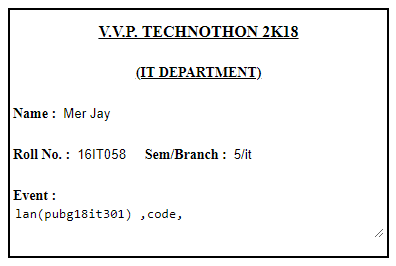 V.V.P. TECHNOTHON 2K18
(IT DEPARTMENT)
Name : Mer Jay
Roll No. : 16IT058 Sem/Branch : 5/it
Event :
lan(pubg18it301) ,code,